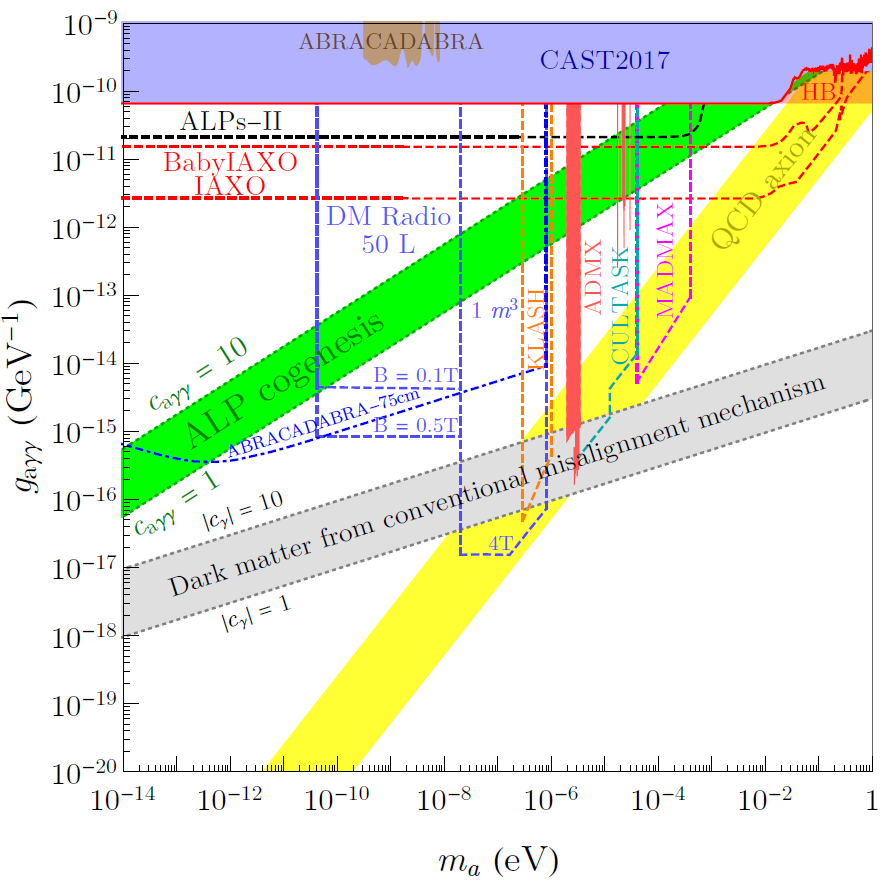 10⁻⁹
10⁻¹⁰
10⁻¹¹
10⁻¹²
10⁻¹³
10⁻¹⁴
10⁻¹⁵
10⁻¹⁶
10⁻¹⁷
10⁻¹⁸
10⁻¹⁹
10⁻²⁰
g_aγγ (GeV⁻¹)
ABRACADABRA
CAST2017
HB
ALPs–II
BabyIAXO
IAXO
DM Radio
50 L
1 m³
KLASH
ADMX
CULTASK
MADMAX
QCD axion
c_aγγ = 10
ALP cogenesis
c_aγγ = 1
B = 0.1T
ABRACADABRA–75cm
B = 0.5T
|c_γ| = 10
Dark matter from conventional misalignment mechanism
|c_γ| = 1
4T
10⁻¹⁴ 10⁻¹² 10⁻¹⁰ 10⁻⁸ 10⁻⁶ 10⁻⁴ 10⁻² 1
m_a (eV)